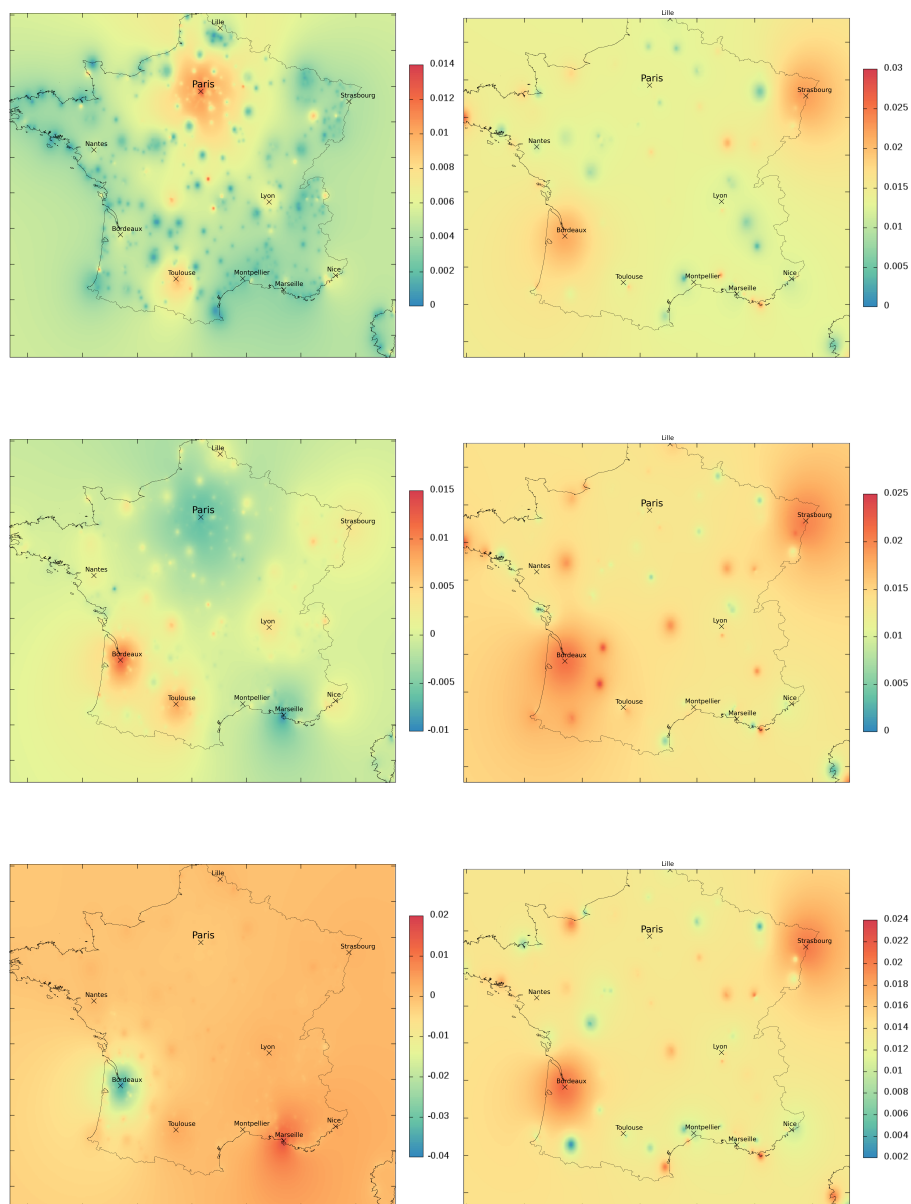 Lille
Paris
Strasbourg
Nantes
Lyon
Bordeaux
Toulouse
Montpellier
Nice
Marseille
0.014
0.012
0.01
0.008
0.006
0.004
0.002
0
Lille
Paris
Strasbourg
Nantes
Lyon
Bordeaux
Toulouse
Montpellier
Nice
Marseille
0.03
0.025
0.02
0.015
0.01
0.005
0
Lille
Paris
Strasbourg
Nantes
Lyon
Bordeaux
Toulouse
Montpellier
Nice
Marseille
0.015
0.01
0.005
0
-0.005
-0.01
Lille
Paris
Strasbourg
Nantes
Lyon
Bordeaux
Toulouse
Montpellier
Nice
Marseille
0.025
0.02
0.015
0.01
0.005
0
Lille
Paris
Strasbourg
Nantes
Lyon
Bordeaux
Toulouse
Montpellier
Nice
Marseille
0.02
0.01
0
-0.01
-0.02
-0.03
-0.04
Lille
Paris
Strasbourg
Nantes
Lyon
Bordeaux
Toulouse
Montpellier
Nice
Marseille
0.024
0.022
0.02
0.018
0.016
0.014
0.012
0.01
0.008
0.006
0.004
0.002